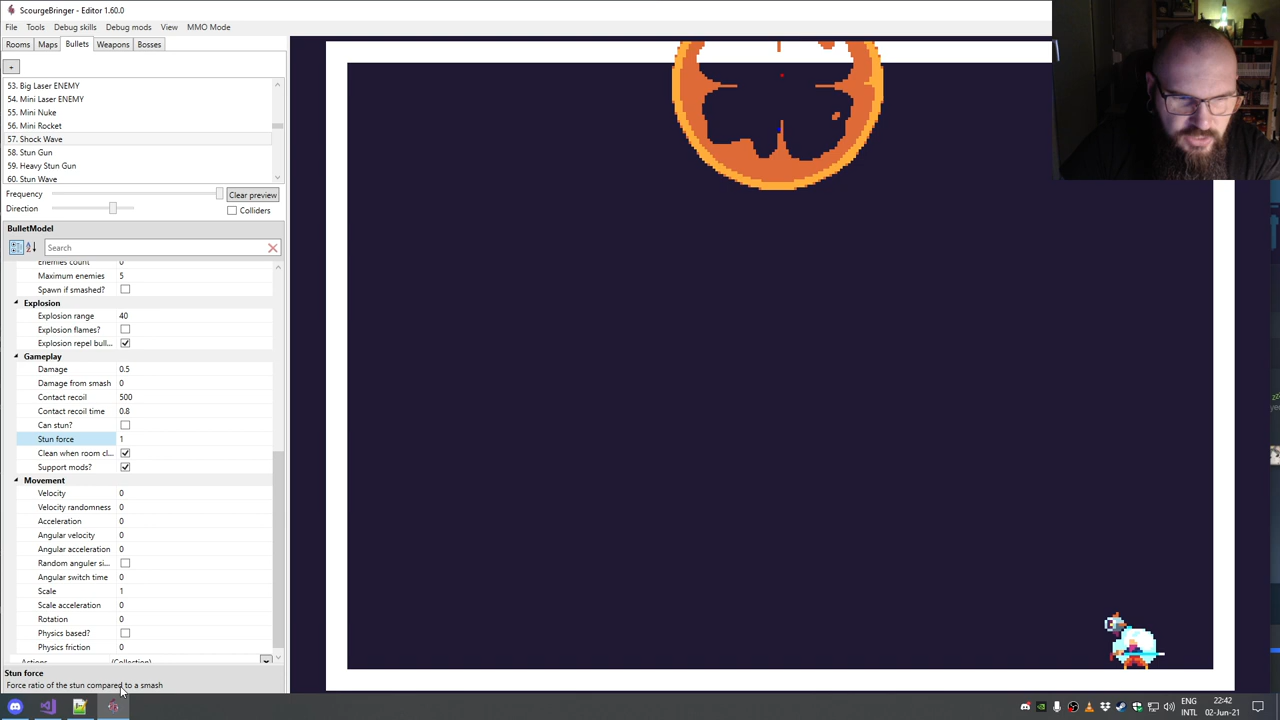 ScourgeBringer - Editor 1.60.0
File Tools Debug skills Debug mods View MMO Mode
Rooms Maps Bullets Weapons Bosses
+
53. Big Laser ENEMY
54. Mini Laser ENEMY
55. Mini Nuke
56. Mini Rocket
57. Shock Wave
58. Stun Gun
59. Heavy Stun Gun
60. Stun Wave
Frequency Clear preview
Direction Colliders
BulletModel
Search
Enemies count 0
Maximum enemies 5
Spawn if smashed?
Explosion
Explosion range 40
Explosion flames?
Explosion repel bull...
Gameplay
Damage 0.5
Damage from smash 0
Contact recoil 500
Contact recoil time 0.8
Can stun?
Stun force 1
Clean when room cl...
Support mods?
Movement
Velocity 0
Velocity randomness 0
Acceleration 0
Angular velocity 0
Angular acceleration 0
Random anguler si...
Angular switch time 0
Scale 1
Scale acceleration 0
Rotation 0
Physics based?
Physics friction 0
Actions (Collection)
Stun force
Force ratio of the stun compared to a smash
ENG 22:42
INTL 02-Jun-21